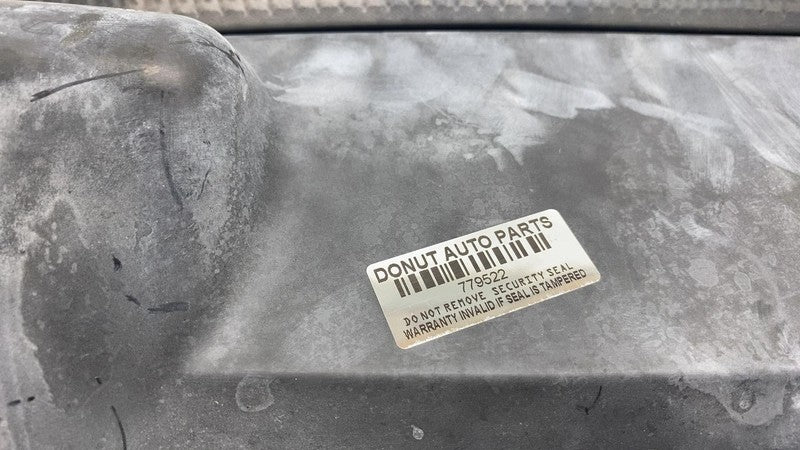 DONUT AUTO PARTS
779522
DO NOT REMOVE SECURITY SEAL
WARRANTY INVALID IF SEAL IS TAMPERED